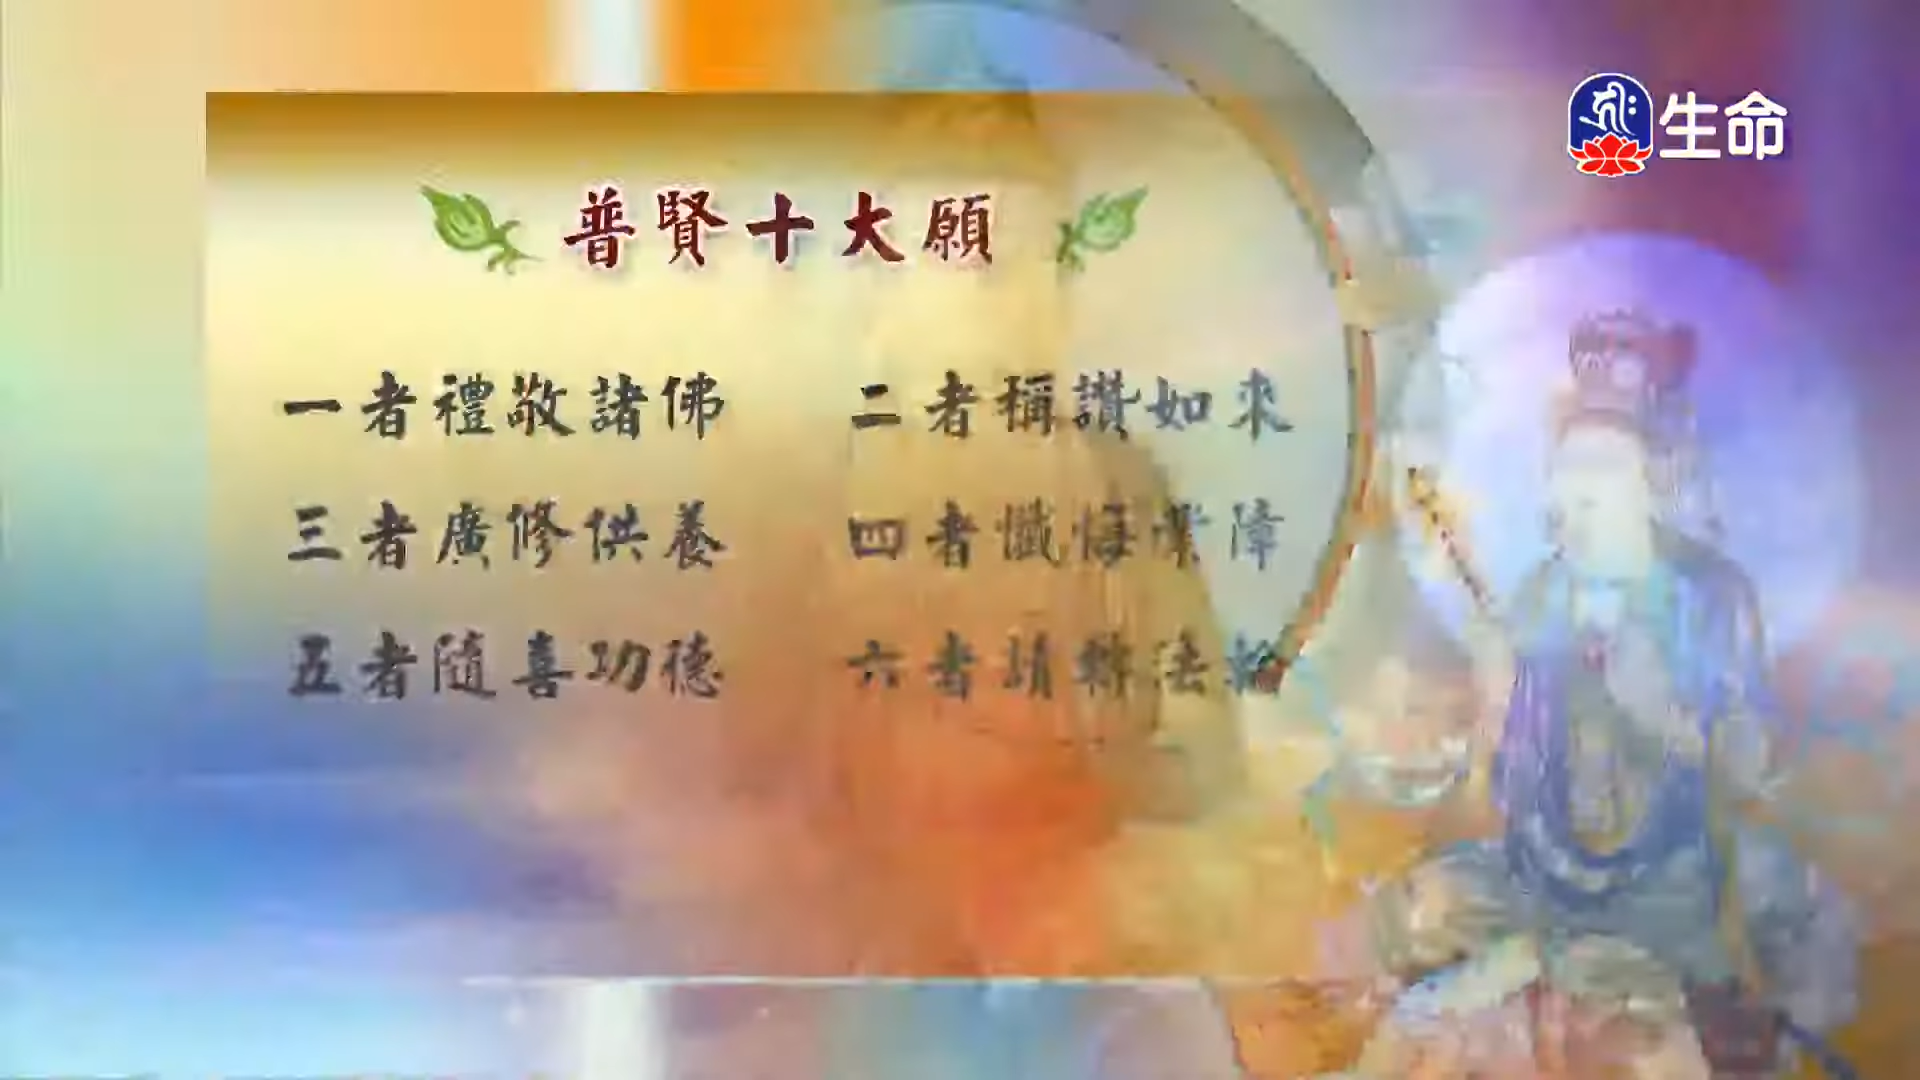 生命
普賢十大願
一者禮敬諸佛 二者稱讚如來
三者廣修供養 四者懺悔業障
五者隨喜功德 六者請轉法輪